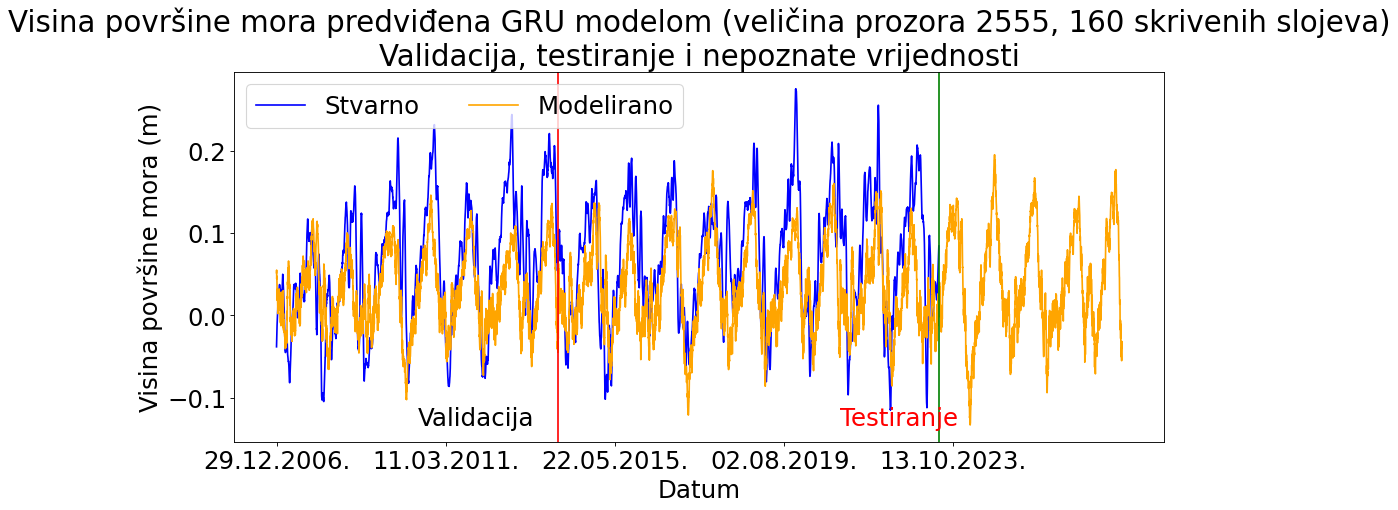 Visina površine mora predviđena GRU modelom (veličina prozora 2555, 160 skrivenih slojeva)
Validacija, testiranje i nepoznate vrijednosti
Stvarno Modelirano
Visina površine mora (m)
0.2
0.1
0.0
−0.1
Validacija
Testiranje
29.12.2006. 11.03.2011. 22.05.2015. 02.08.2019. 13.10.2023.
Datum